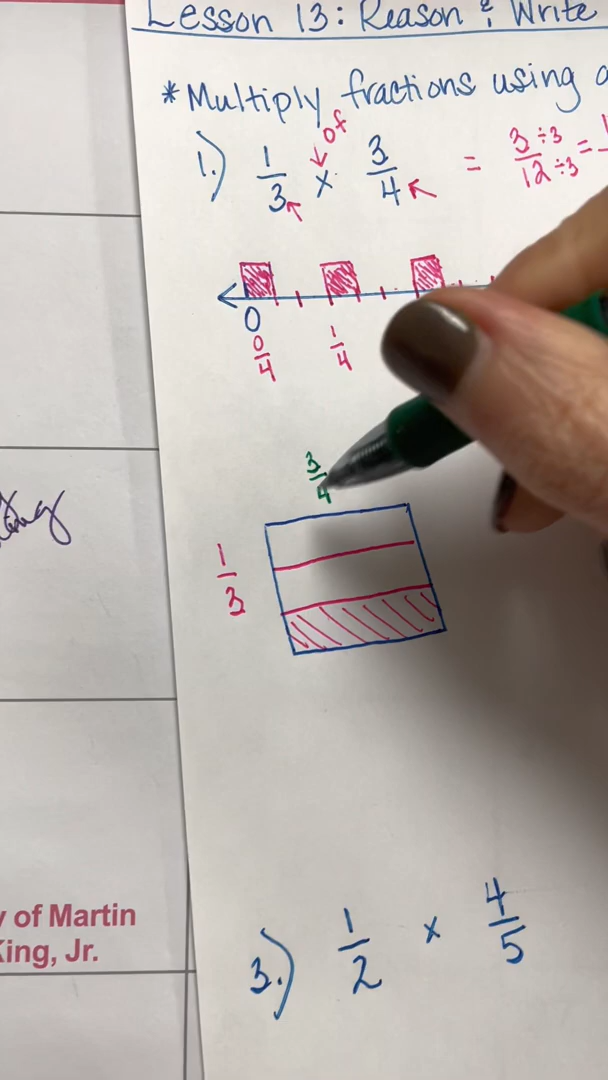 Lesson 13: Reason & Write
* Multiply fractions using
of
1.) 1/3 x 3/4 = 3÷3/12÷3 =
0
0/4 1/4
3/4
1/3
y of Martin
King, Jr.
3.) 1/2 x 4/5